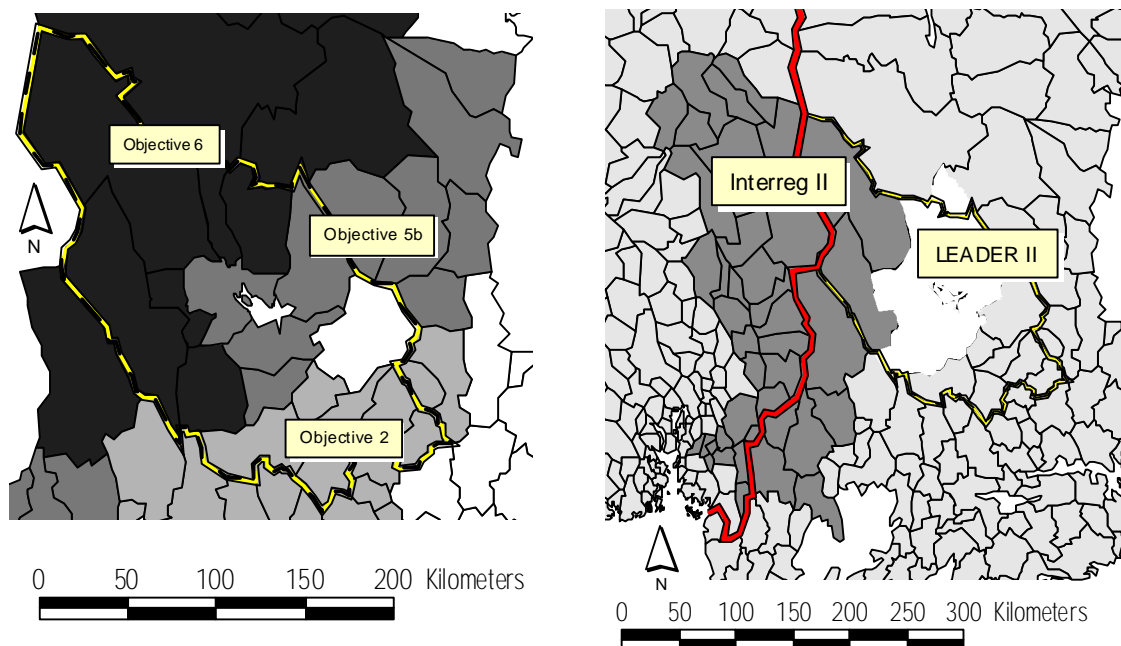 Objective 6
Objective 5b
N
Objective 2
0 50 100 150 200 Kilometers
Interreg II
LEADER II
N
0 50 100 150 200 250 300 Kilometers